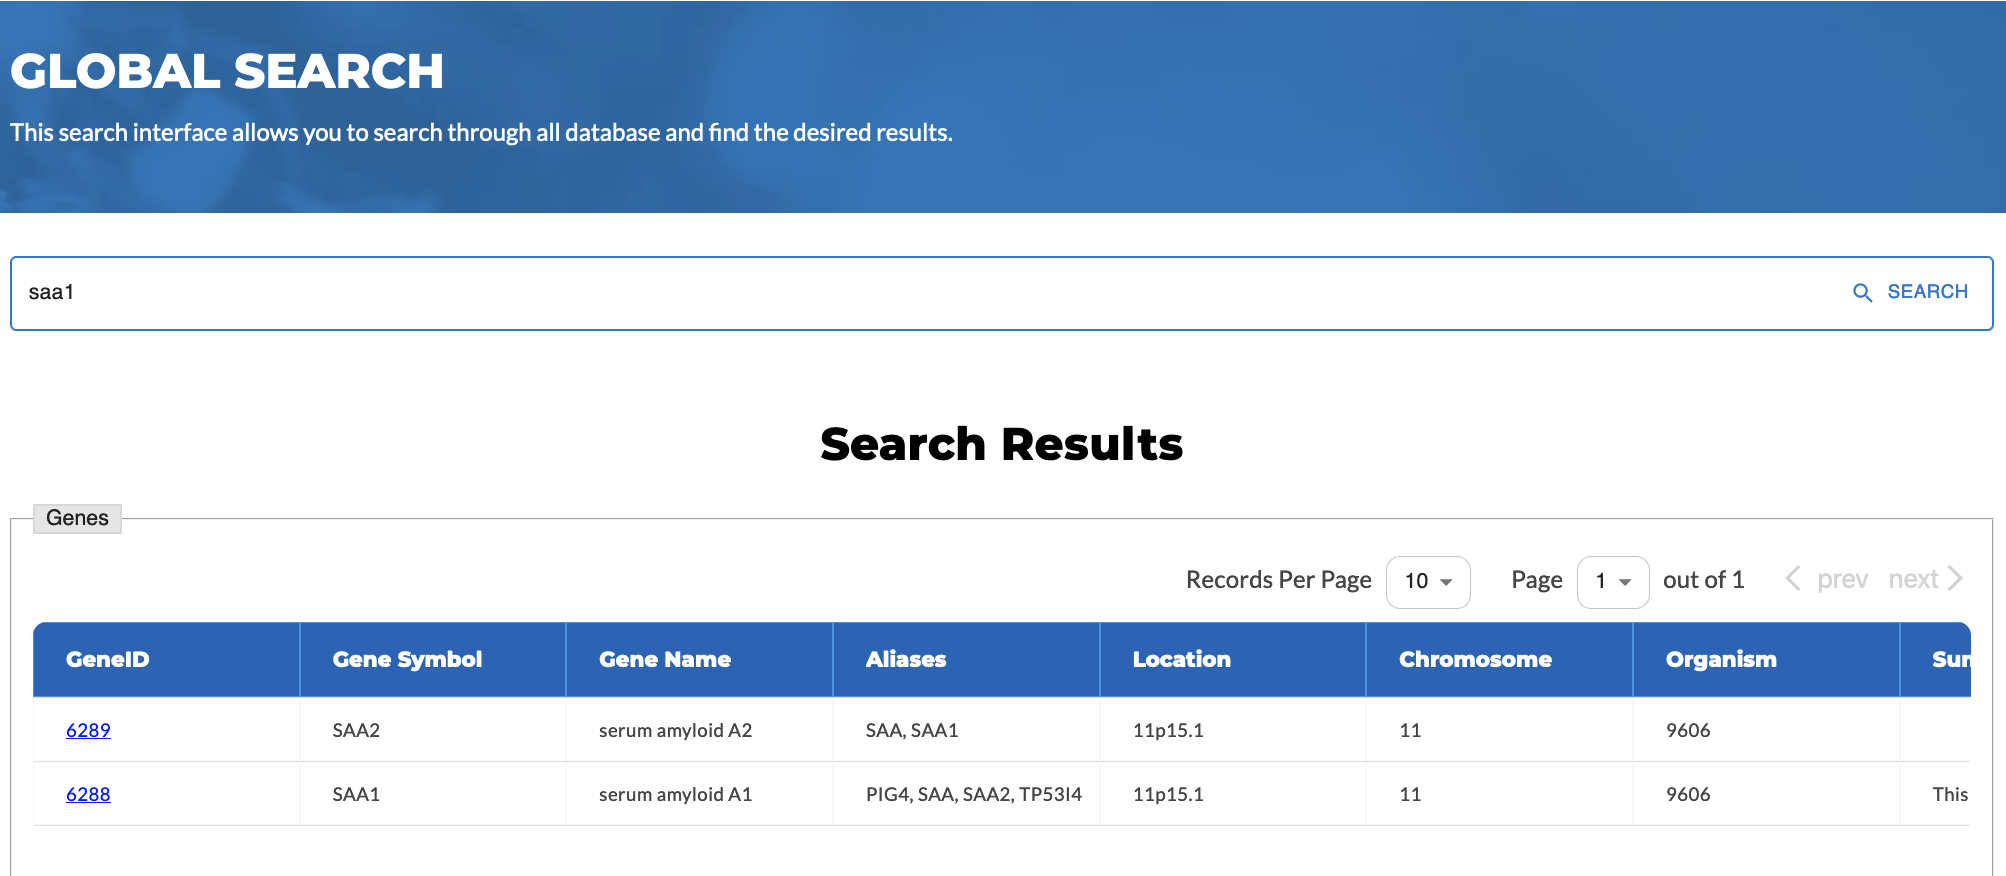 GLOBAL SEARCH
This search interface allows you to search through all database and find the desired results.
saa1 SEARCH
Search Results
Genes
Records Per Page 10 Page 1 out of 1 prev next
GeneID Gene Symbol Gene Name Aliases Location Chromosome Organism
6289 SAA2 serum amyloid A2 SAA, SAA1 11p15.1 11 9606
6288 SAA1 serum amyloid A1 PIG4, SAA, SAA2, TP53I4 11p15.1 11 9606 This